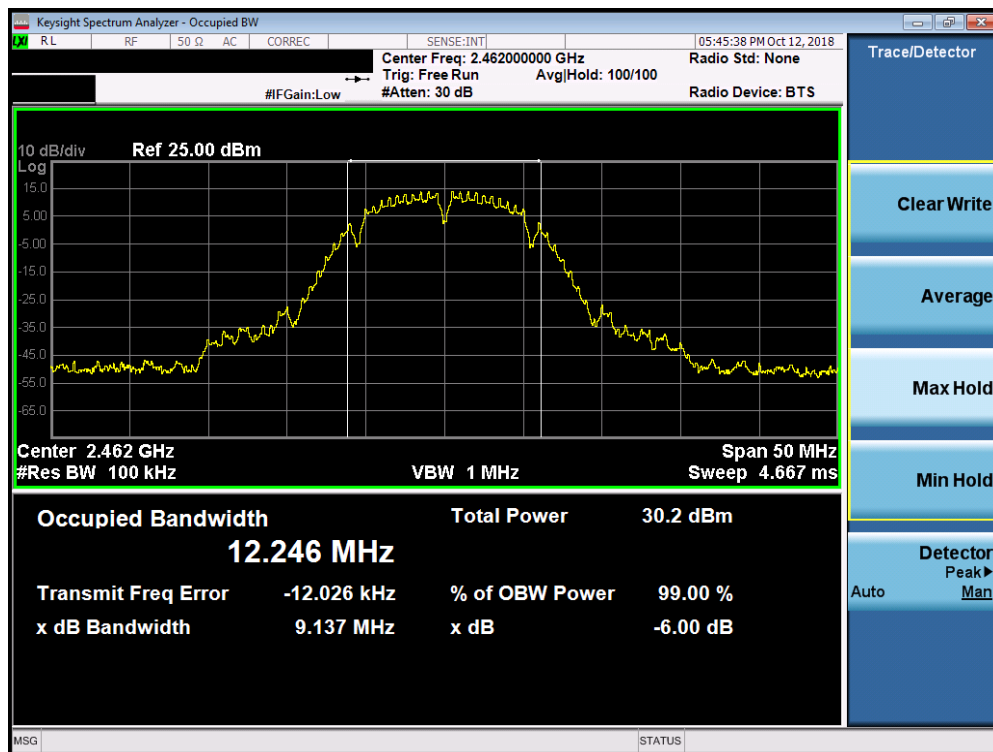 Keysight Spectrum Analyzer - Occupied BW
LXI RL RF 50 Ω AC CORREC SENSE:INT 05:45:38 PM Oct 12, 2018
Center Freq: 2.462000000 GHz Radio Std: None
Trig: Free Run Avg|Hold: 100/100
#IFGain:Low #Atten: 30 dB Radio Device: BTS
Trace/Detector
10 dB/div Ref 25.00 dBm
Log
15.0
5.00
-5.00
-15.0
-25.0
-35.0
-45.0
-55.0
-65.0
Center 2.462 GHz Span 50 MHz
#Res BW 100 kHz VBW 1 MHz Sweep 4.667 ms
Occupied Bandwidth Total Power 30.2 dBm
12.246 MHz
Transmit Freq Error -12.026 kHz % of OBW Power 99.00 %
x dB Bandwidth 9.137 MHz x dB -6.00 dB
Clear Write
Average
Max Hold
Min Hold
Detector
Peak▶
Auto Man
MSG STATUS